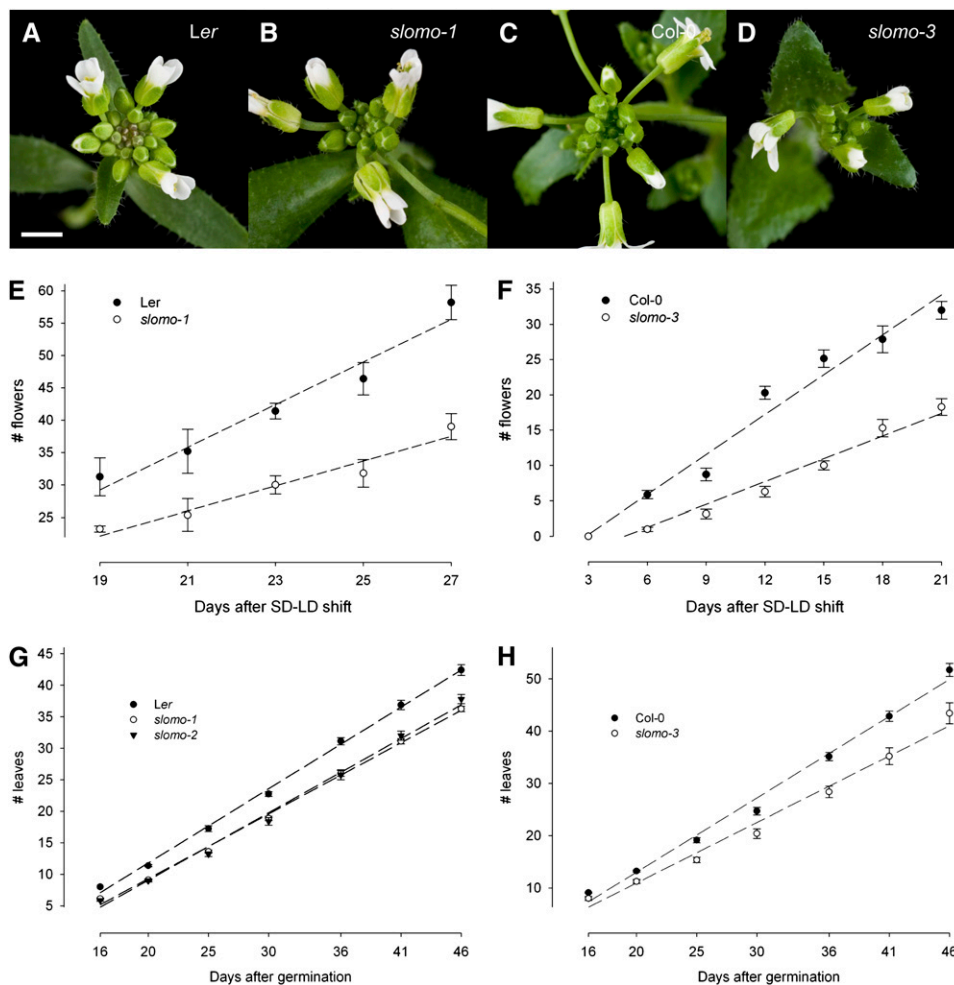 A Ler
B slomo-1
C Col-0
D slomo-3
E
60
55
50
45
40
35
30
25
# flowers
Ler
slomo-1
19 21 23 25 27
Days after SD-LD shift
F
35
30
25
20
15
10
5
0
# flowers
Col-0
slomo-3
3 6 9 12 15 18 21
Days after SD-LD shift
G
45
40
35
30
25
20
15
10
5
# leaves
Ler
slomo-1
slomo-2
16 20 25 30 36 41 46
Days after germination
H
50
40
30
20
10
# leaves
Col-0
slomo-3
16 20 25 30 36 41 46
Days after germination